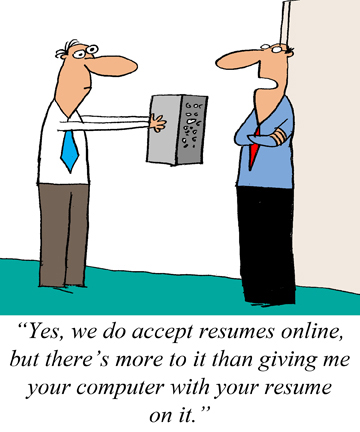 “Yes, we do accept resumes online,
but there’s more to it than giving me
your computer with your resume
on it.”